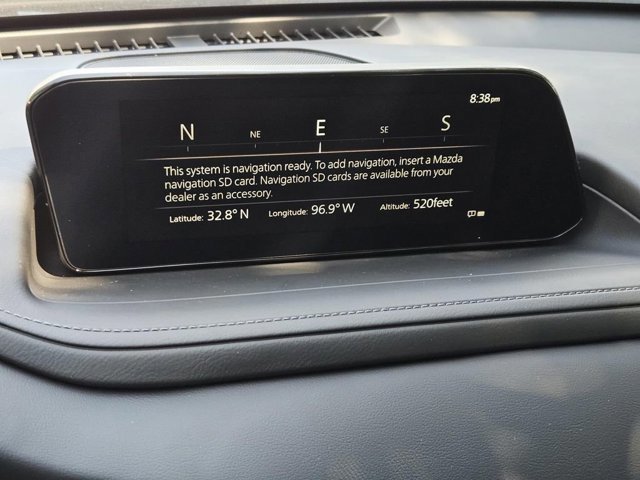 8:38pm
N NE E SE S
This system is navigation ready. To add navigation, insert a Mazda
navigation SD card. Navigation SD cards are available from your
dealer as an accessory.
Latitude: 32.8° N Longitude: 96.9° W Altitude: 520feet